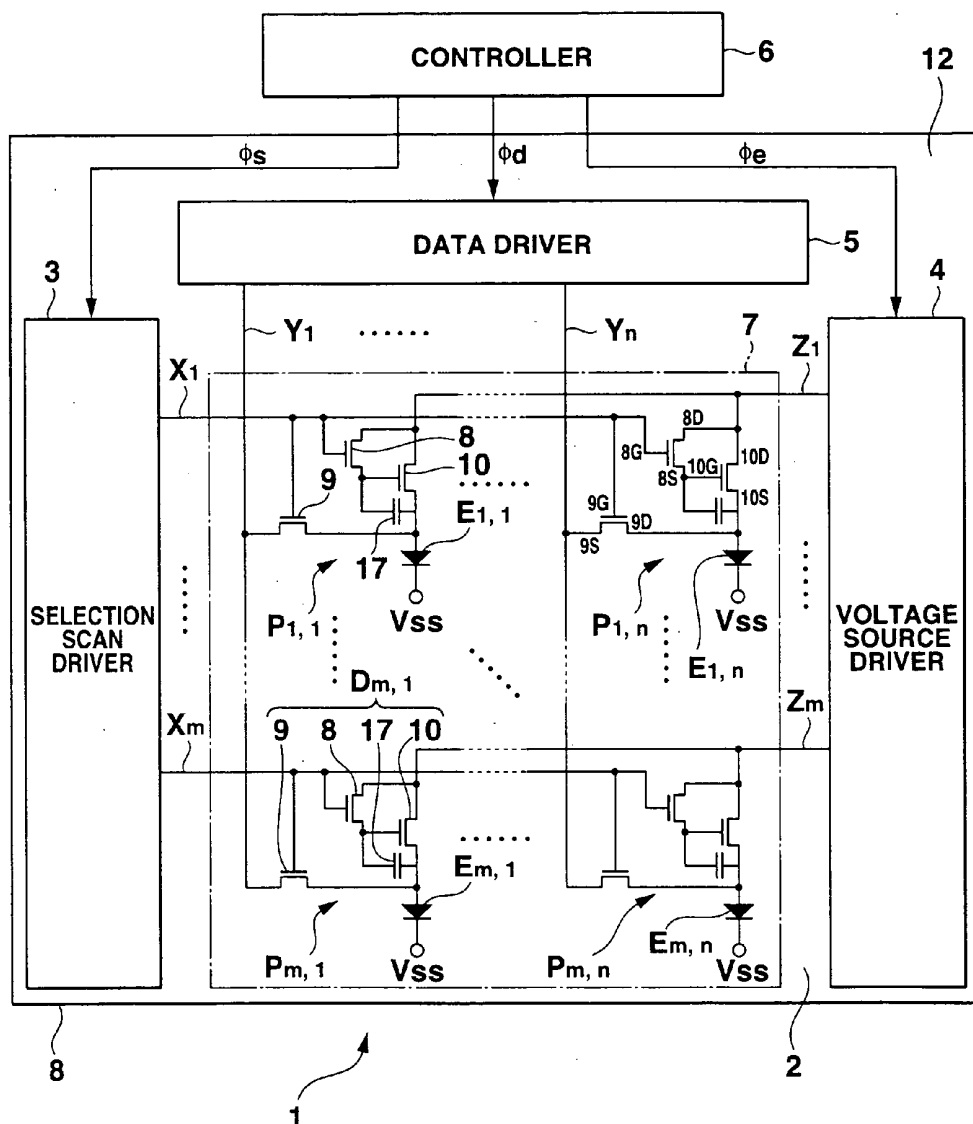 CONTROLLER
6
12
ϕs
ϕd
ϕe
DATA DRIVER
5
3
4
Y1
Yn
7
X1
Z1
8
8D
8G
8S
10
10G
10D
10S
9
9G
9D
9S
E1, 1
17
P1, 1
Vss
P1, n
Vss
E1, n
SELECTION
SCAN
DRIVER
VOLTAGE
SOURCE
DRIVER
Dm, 1
Xm
9
8
17
10
Zm
Em, 1
Pm, 1
Vss
Pm, n
Em, n
Vss
8
2
1